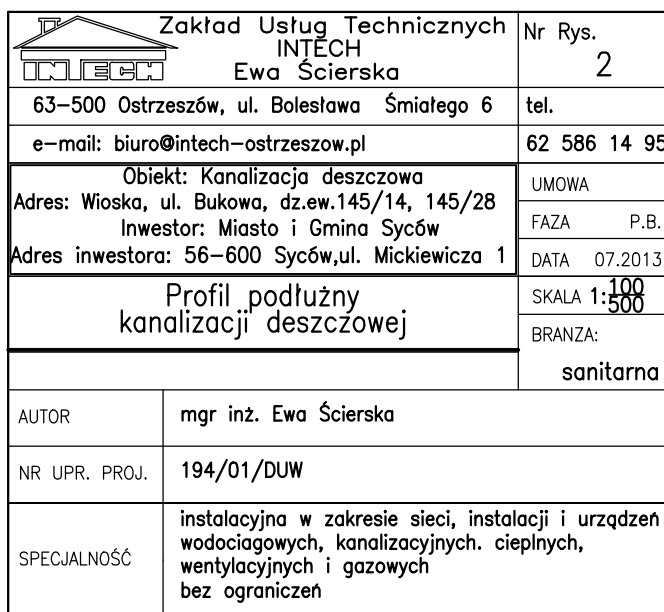 Zakład Usług Technicznych
INTECH
INTECH
Ewa Ścierska
Nr Rys.
2
63-500 Ostrzeszów, ul. Bolesława Śmiałego 6
tel.
e-mail: biuro@intech-ostrzeszow.pl
62 586 14 95
Obiekt: Kanalizacja deszczowa
Adres: Wioska, ul. Bukowa, dz.ew.145/14, 145/28
Inwestor: Miasto i Gmina Syców
Adres inwestora: 56-600 Syców,ul. Mickiewicza 1
UMOWA
FAZA P.B.
DATA 07.2013
Profil podłużny
kanalizacji deszczowej
SKALA 1:100/500
BRANZA:
sanitarna
AUTOR mgr inż. Ewa Ścierska
NR UPR. PROJ. 194/01/DUW
SPECJALNOŚĆ
instalacyjna w zakresie sieci, instalacji i urządzeń
wodociagowych, kanalizacyjnych. cieplnych,
wentylacyjnych i gazowych
bez ograniczeń